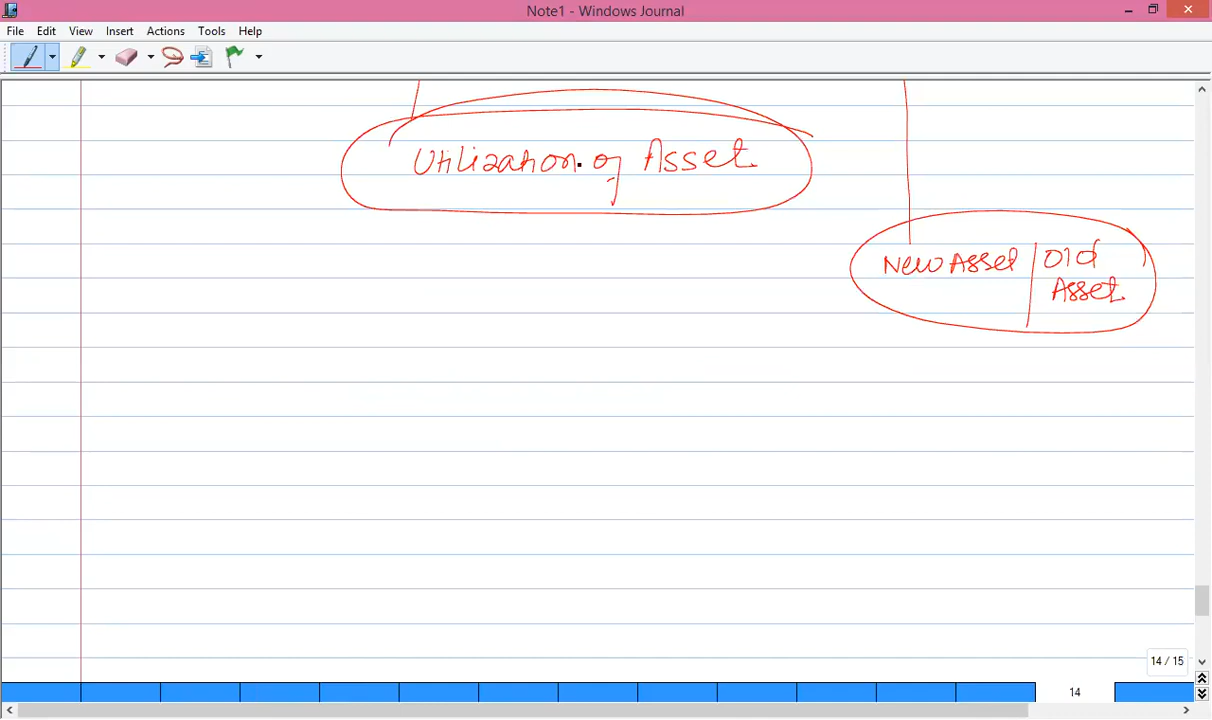 Note1 - Windows Journal
File Edit View Insert Actions Tools Help
Utilization of Asset
New Asset | Old
Asset
14 / 15
14